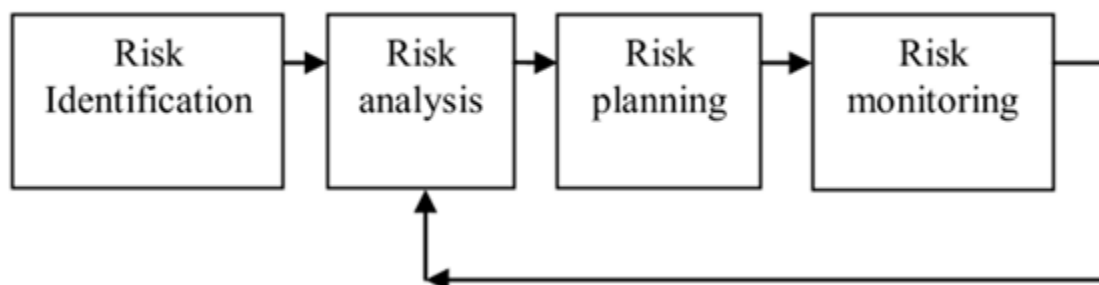 Risk
Identification
Risk
analysis
Risk
planning
Risk
monitoring